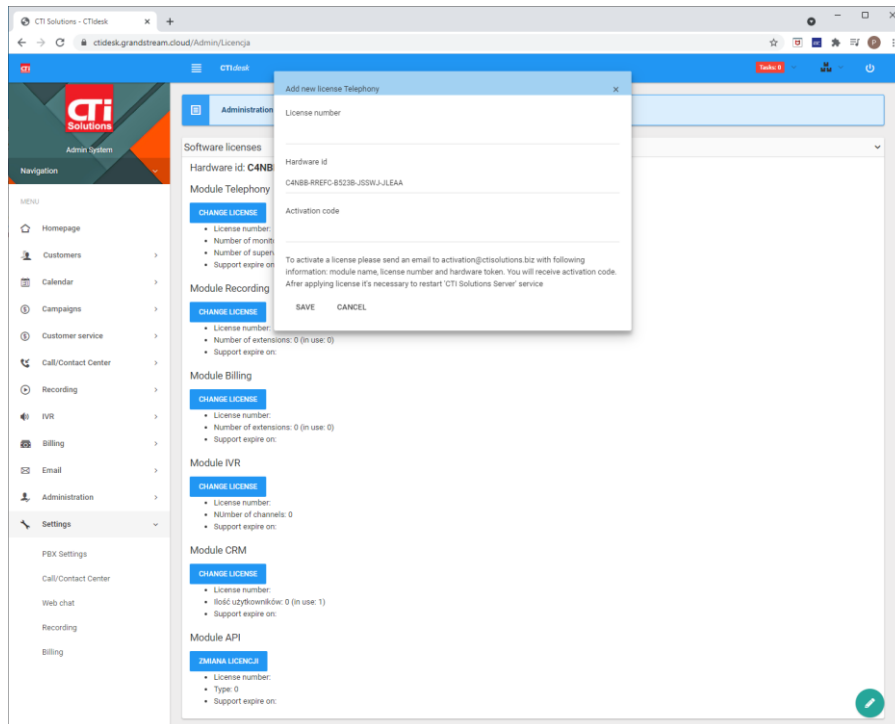 CTI Solutions - CTIdesk
ctidesk.grandstream.cloud/Admin/Licencja
CTIdesk
Tasks: 0
CTi
Solutions
Admin System
Navigation
MENU
Homepage
Customers
Calendar
Campaigns
Customer service
Call/Contact Center
Recording
IVR
Billing
Email
Administration
Settings
PBX Settings
Call/Contact Center
Web chat
Recording
Billing
Administration
Software licenses
Hardware id: C4NB
Module Telephony
CHANGE LICENSE
License number:
Number of monit
Number of super
Support expire on
Module Recording
CHANGE LICENSE
License number:
Number of extensions: 0 (in use: 0)
Support expire on:
Module Billing
CHANGE LICENSE
License number:
Number of extensions: 0 (in use: 0)
Support expire on:
Module IVR
CHANGE LICENSE
License number:
NUmber of channels: 0
Support expire on:
Module CRM
CHANGE LICENSE
License number:
Ilość użytkowników: 0 (in use: 1)
Support expire on:
Module API
ZMIANA LICENCJI
License number:
Type: 0
Support expire on:
Add new license Telephony
License number
Hardware id
C4NBB-RREFC-B523B-JSSWJ-JLEAA
Activation code
To activate a license please send an email to activation@ctisolutions.biz with following
information: module name, license number and hardware token. You will receive activation code.
Afrer applying license it's necessary to restart 'CTI Solutions Server' service
SAVE CANCEL